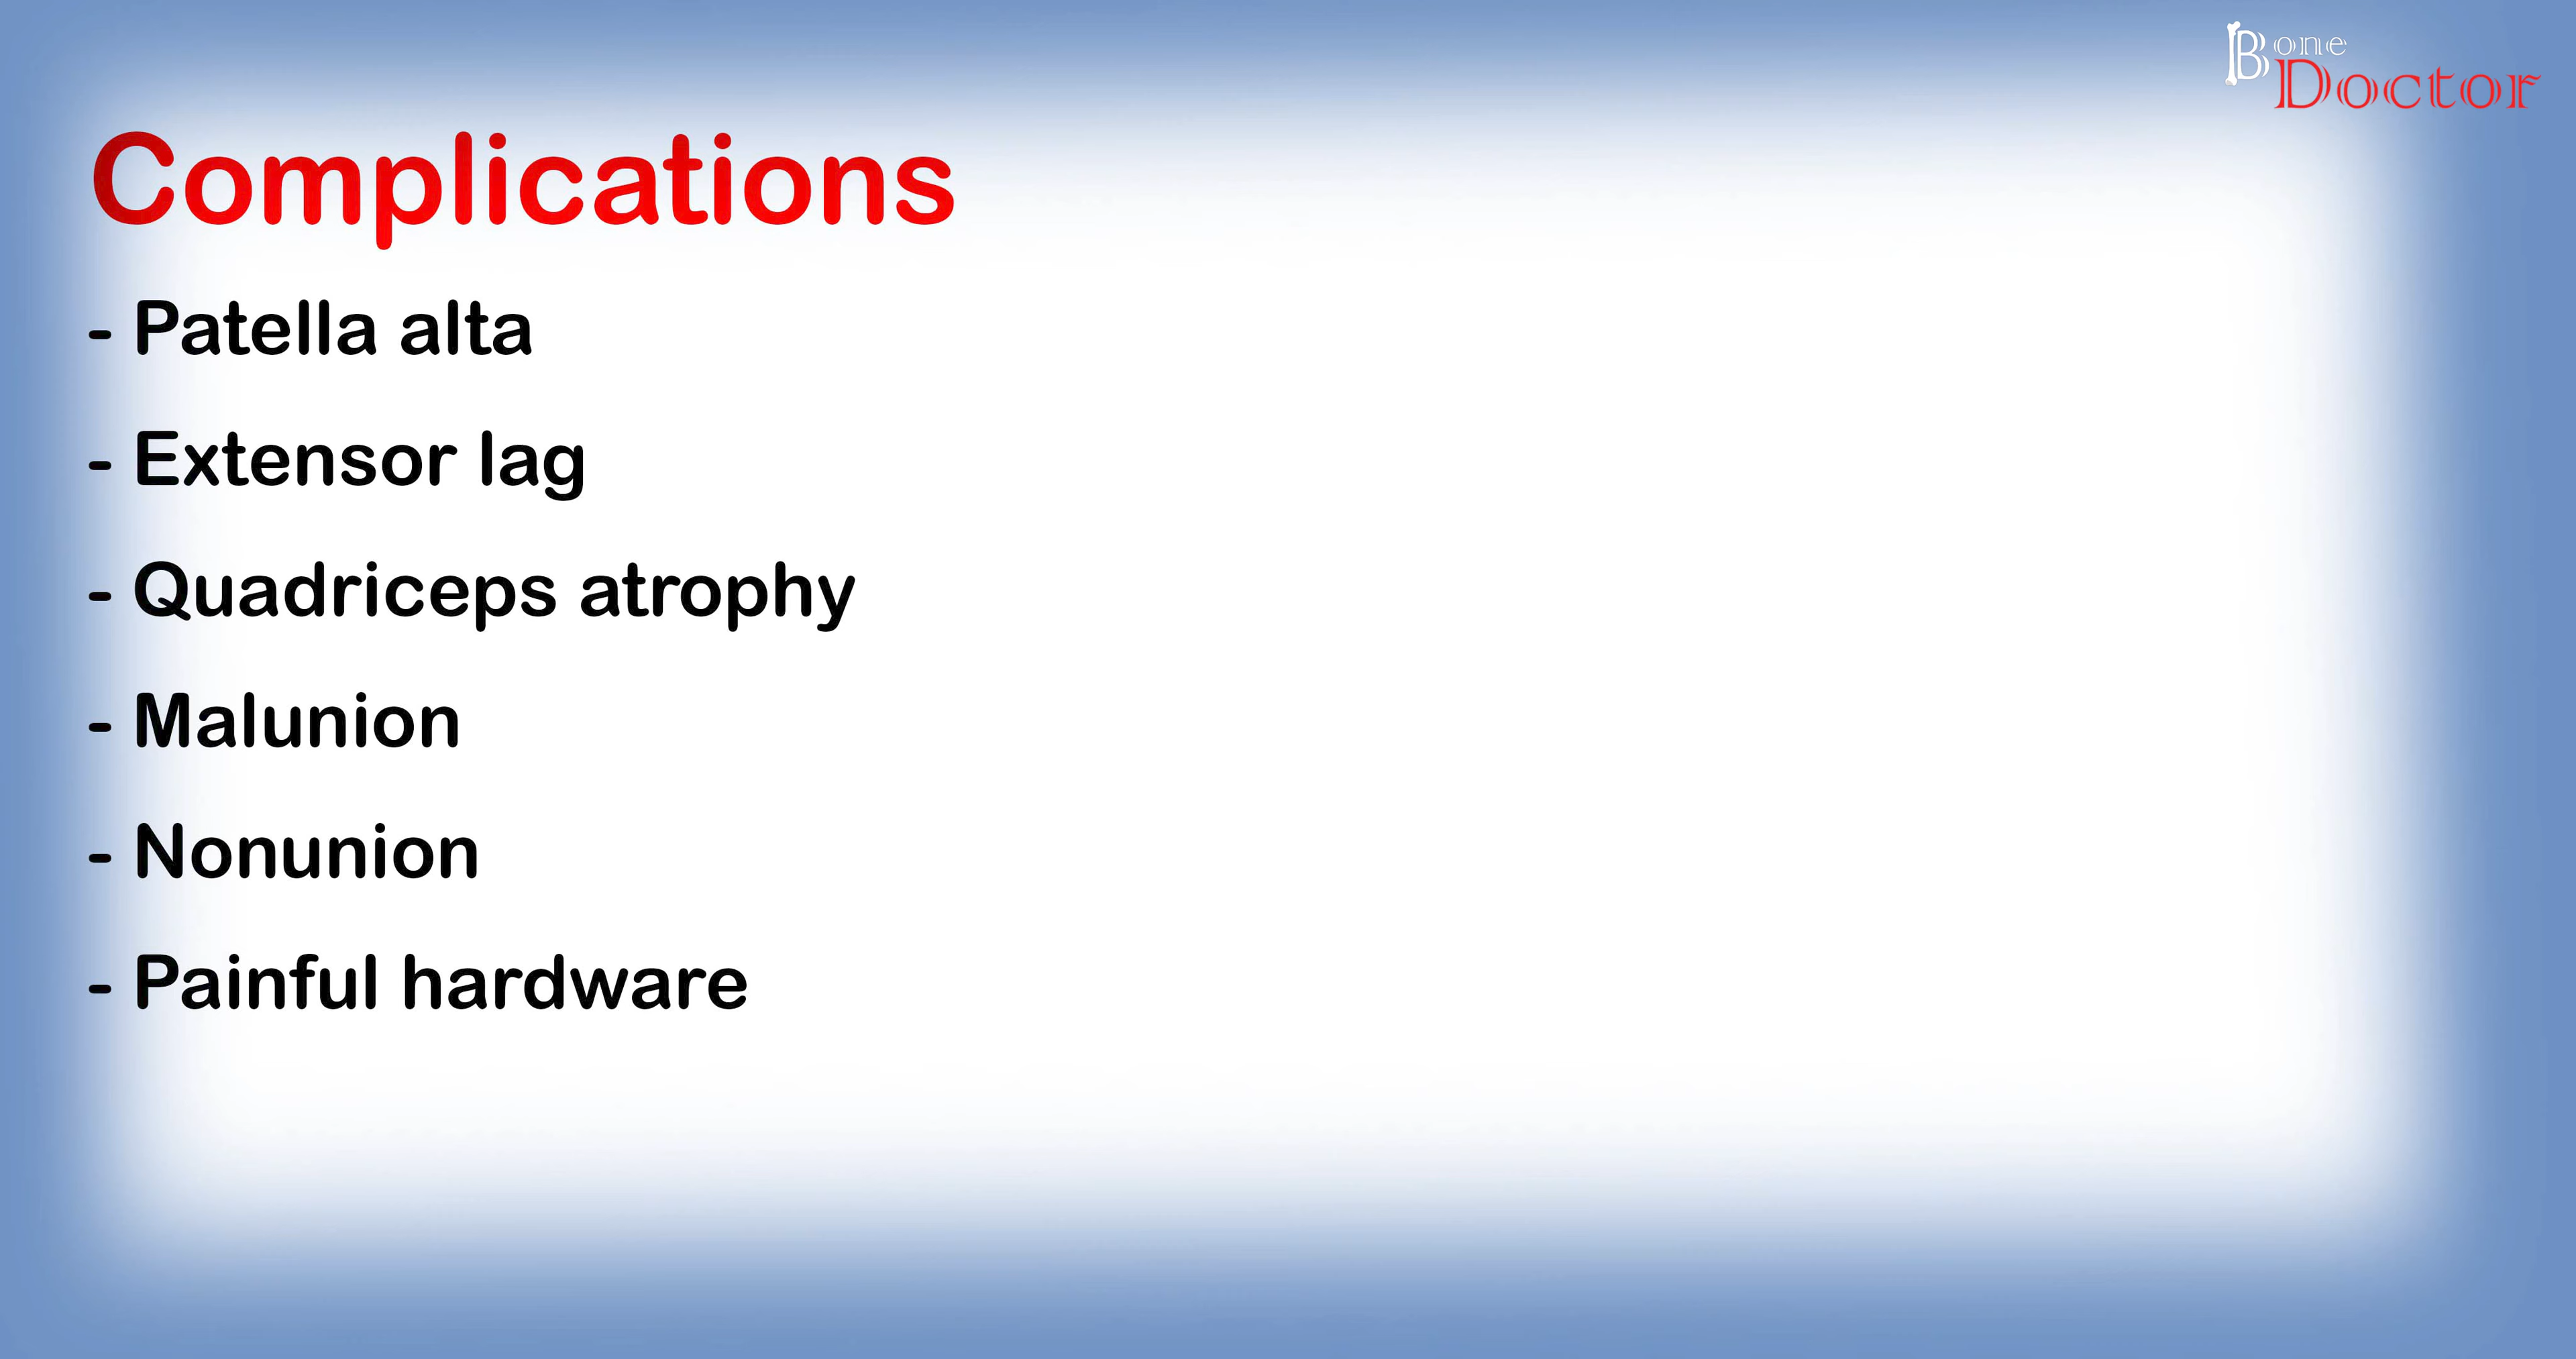 Bone
Doctor
Complications
- Patella alta
- Extensor lag
- Quadriceps atrophy
- Malunion
- Nonunion
- Painful hardware